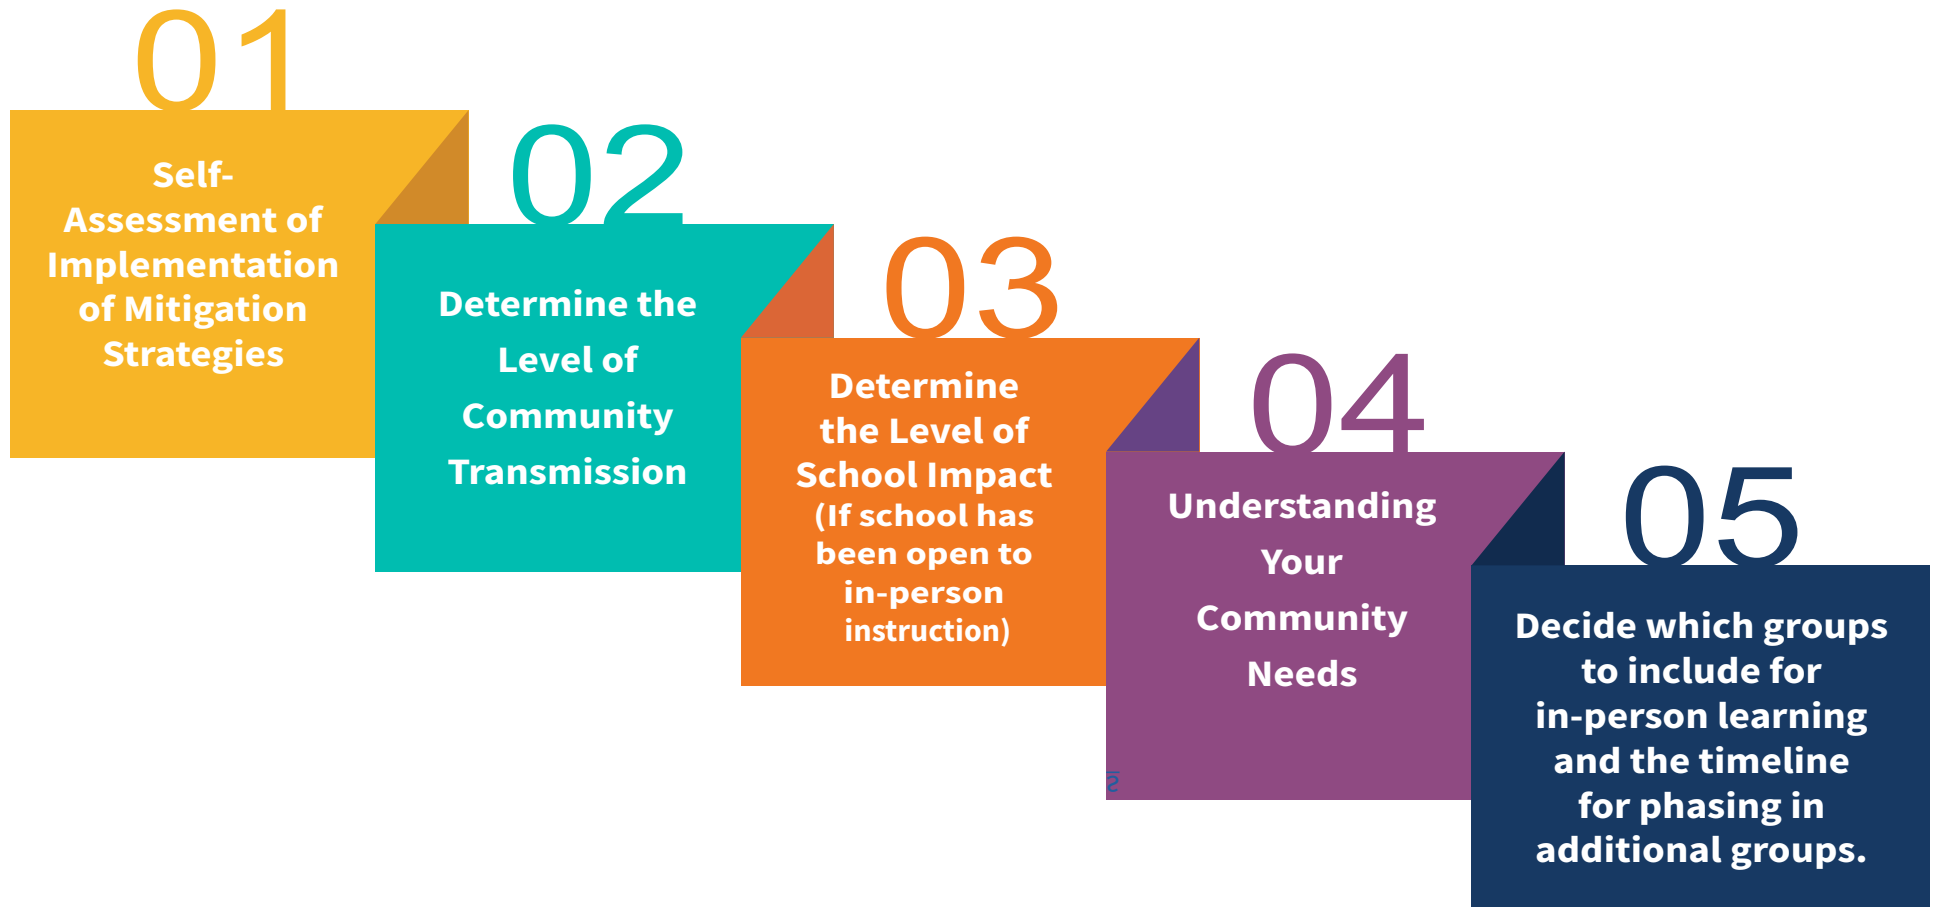 01
Self-
Assessment of
Implementation
of Mitigation
Strategies
02
Determine the
Level of
Community
Transmission
03
Determine
the Level of
School Impact
(If school has
been open to
in-person
instruction)
04
Understanding
Your
Community
Needs
05
Decide which groups
to include for
in-person learning
and the timeline
for phasing in
additional groups.